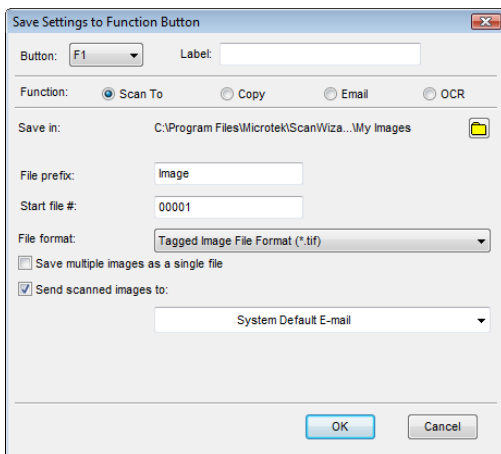 Save Settings to Function Button
Button: F1 Label:
Function: Scan To Copy Email OCR
Save in: C:\Program Files\Microtek\ScanWiza...\My Images
File prefix: Image
Start file #: 00001
File format: Tagged Image File Format (*.tif)
Save multiple images as a single file
Send scanned images to:
System Default E-mail
OK Cancel